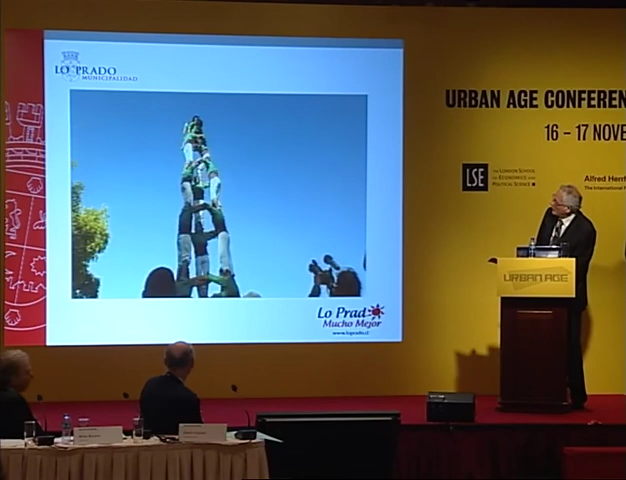 LO PRADO
MUNICIPALIDAD
URBAN AGE CONFEREN
16 – 17 NOVE
LSE
THE LONDON SCHOOL
OF ECONOMICS AND
POLITICAL SCIENCE
Alfred Herrh
The International F
URBAN AGE
Lo Prado
Mucho Mejor
www.loprado.cl